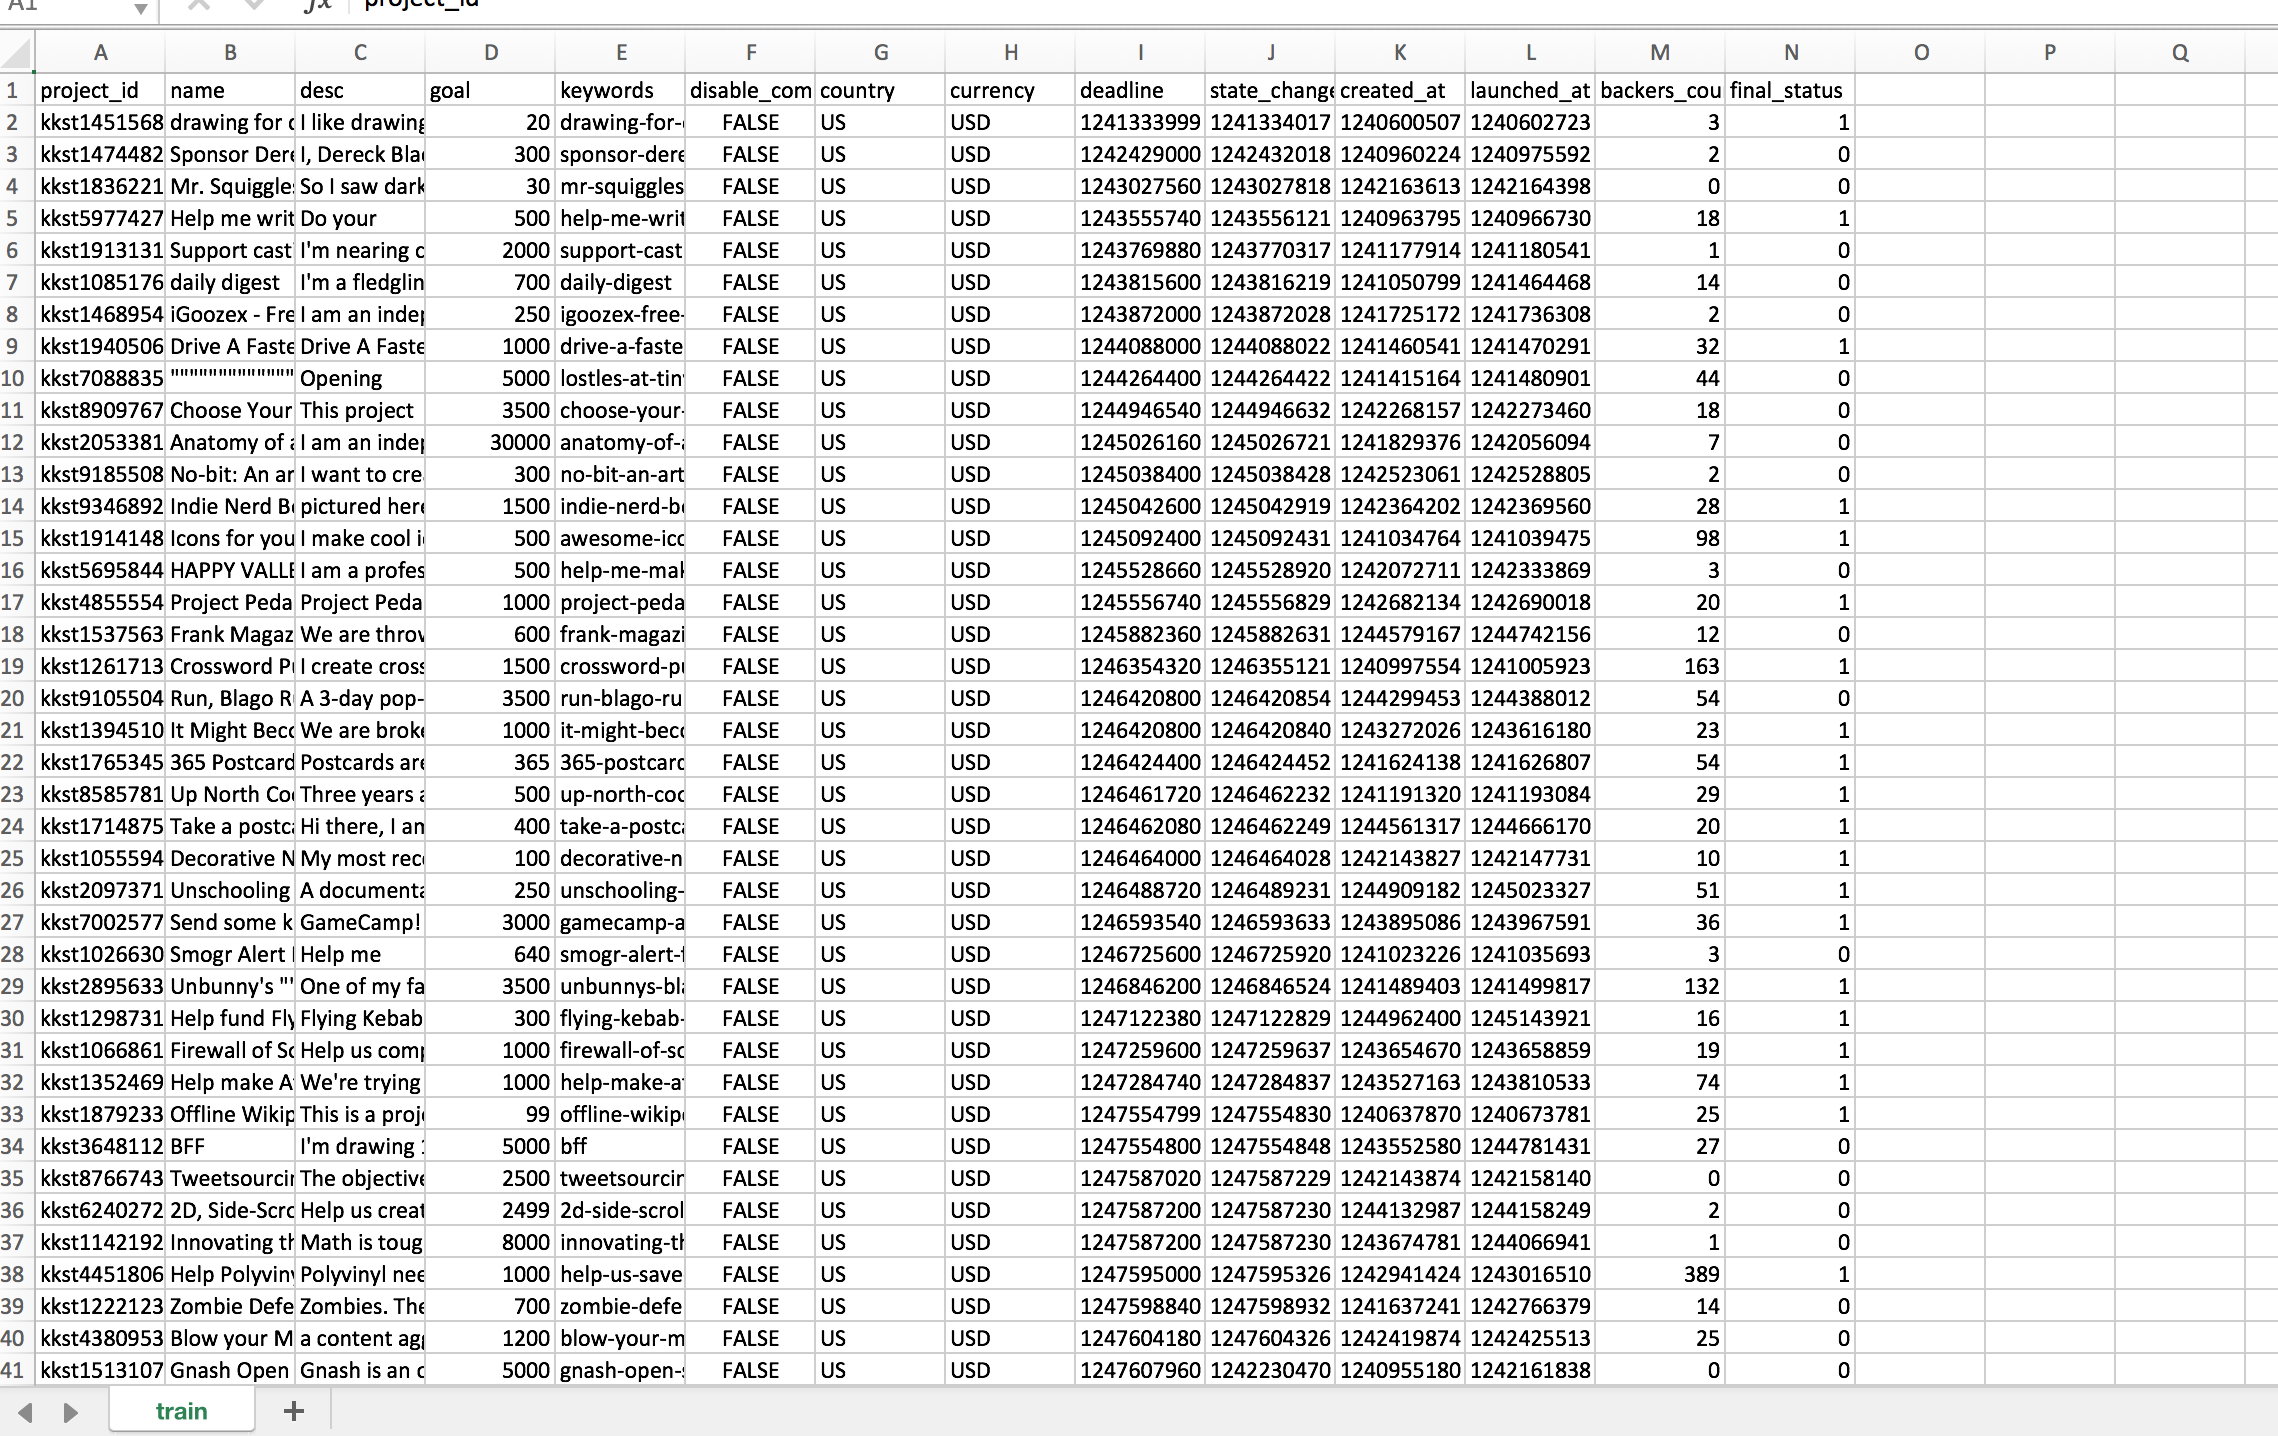 A1 fx project_id
A B C D E F G H I J K L M N O P Q
1 project_id name desc goal keywords disable_com country currency deadline state_change created_at launched_at backers_cou final_status
2 kkst1451568 drawing for I like drawing 20 drawing-for- FALSE US USD 1241333999 1241334017 1240600507 1240602723 3 1
3 kkst1474482 Sponsor Dere I, Dereck Bla 300 sponsor-dere FALSE US USD 1242429000 1242432018 1240960224 1240975592 2 0
4 kkst1836221 Mr. Squiggle So I saw dark 30 mr-squiggles FALSE US USD 1243027560 1243027818 1242163613 1242164398 0 0
5 kkst5977427 Help me writ Do your 500 help-me-writ FALSE US USD 1243555740 1243556121 1240963795 1240966730 18 1
6 kkst1913131 Support cast I'm nearing c 2000 support-cast FALSE US USD 1243769880 1243770317 1241177914 1241180541 1 0
7 kkst1085176 daily digest I'm a fledglin 700 daily-digest FALSE US USD 1243815600 1243816219 1241050799 1241464468 14 0
8 kkst1468954 iGoozex - Fre I am an indep 250 igoozex-free- FALSE US USD 1243872000 1243872028 1241725172 1241736308 2 0
9 kkst1940506 Drive A Faste Drive A Faste 1000 drive-a-faste FALSE US USD 1244088000 1244088022 1241460541 1241470291 32 1
10 kkst7088835 """""""""""" Opening 5000 lostles-at-tin FALSE US USD 1244264400 1244264422 1241415164 1241480901 44 0
11 kkst8909767 Choose Your This project 3500 choose-your- FALSE US USD 1244946540 1244946632 1242268157 1242273460 18 0
12 kkst2053381 Anatomy of a I am an indep 30000 anatomy-of-a FALSE US USD 1245026160 1245026721 1241829376 1242056094 7 0
13 kkst9185508 No-bit: An ar I want to cre 300 no-bit-an-art FALSE US USD 1245038400 1245038428 1242523061 1242528805 2 0
14 kkst9346892 Indie Nerd B pictured here 1500 indie-nerd-b FALSE US USD 1245042600 1245042919 1242364202 1242369560 28 1
15 kkst1914148 Icons for you I make cool i 500 awesome-ico FALSE US USD 1245092400 1245092431 1241034764 1241039475 98 1
16 kkst5695844 HAPPY VALLE I am a profes 500 help-me-mak FALSE US USD 1245528660 1245528920 1242072711 1242333869 3 0
17 kkst4855554 Project Peda Project Peda 1000 project-peda FALSE US USD 1245556740 1245556829 1242682134 1242690018 20 1
18 kkst1537563 Frank Magaz We are throw 600 frank-magazi FALSE US USD 1245882360 1245882631 1244579167 1244742156 12 0
19 kkst1261713 Crossword Pu I create cross 1500 crossword-pu FALSE US USD 1246354320 1246355121 1240997554 1241005923 163 1
20 kkst9105504 Run, Blago R A 3-day pop- 3500 run-blago-ru FALSE US USD 1246420800 1246420854 1244299453 1244388012 54 0
21 kkst1394510 It Might Beco We are broke 1000 it-might-beco FALSE US USD 1246420800 1246420840 1243272026 1243616180 23 1
22 kkst1765345 365 Postcard Postcards are 365 365-postcard FALSE US USD 1246424400 1246424452 1241624138 1241626807 54 1
23 kkst8585781 Up North Coo Three years a 500 up-north-coo FALSE US USD 1246461720 1246462232 1241191320 1241193084 29 1
24 kkst1714875 Take a postca Hi there, I am 400 take-a-postca FALSE US USD 1246462080 1246462249 1244561317 1244666170 20 1
25 kkst1055594 Decorative N My most rec 100 decorative-n FALSE US USD 1246464000 1246464028 1242143827 1242147731 10 1
26 kkst2097371 Unschooling A documenta 250 unschooling- FALSE US USD 1246488720 1246489231 1244909182 1245023327 51 1
27 kkst7002577 Send some k GameCamp! 3000 gamecamp-a FALSE US USD 1246593540 1246593633 1243895086 1243967591 36 1
28 kkst1026630 Smogr Alert Help me 640 smogr-alert-f FALSE US USD 1246725600 1246725920 1241023226 1241035693 3 0
29 kkst2895633 Unbunny's "" One of my fa 3500 unbunnys-bla FALSE US USD 1246846200 1246846524 1241489403 1241499817 132 1
30 kkst1298731 Help fund Fly Flying Kebab 300 flying-kebab- FALSE US USD 1247122380 1247122829 1244962400 1245143921 16 1
31 kkst1066861 Firewall of So Help us comp 1000 firewall-of-so FALSE US USD 1247259600 1247259637 1243654670 1243658859 19 1
32 kkst1352469 Help make A We're trying 1000 help-make-a FALSE US USD 1247284740 1247284837 1243527163 1243810533 74 1
33 kkst1879233 Offline Wikip This is a proje 99 offline-wikip FALSE US USD 1247554799 1247554830 1240637870 1240673781 25 1
34 kkst3648112 BFF I'm drawing 5000 bff FALSE US USD 1247554800 1247554848 1243552580 1244781431 27 0
35 kkst8766743 Tweetsourcin The objective 2500 tweetsourcin FALSE US USD 1247587020 1247587229 1242143874 1242158140 0 0
36 kkst6240272 2D, Side-Scro Help us creat 2499 2d-side-scrol FALSE US USD 1247587200 1247587230 1244132987 1244158249 2 0
37 kkst1142192 Innovating th Math is toug 8000 innovating-th FALSE US USD 1247587200 1247587230 1243674781 1244066941 1 0
38 kkst4451806 Help Polyviny Polyvinyl nee 1000 help-us-save FALSE US USD 1247595000 1247595326 1242941424 1243016510 389 1
39 kkst1222123 Zombie Defe Zombies. The 700 zombie-defe FALSE US USD 1247598840 1247598932 1241637241 1242766379 14 0
40 kkst4380953 Blow your M a content agg 1200 blow-your-m FALSE US USD 1247604180 1247604326 1242419874 1242425513 25 0
41 kkst1513107 Gnash Open Gnash is an o 5000 gnash-open-s FALSE US USD 1247607960 1242230470 1240955180 1242161838 0 0
train +